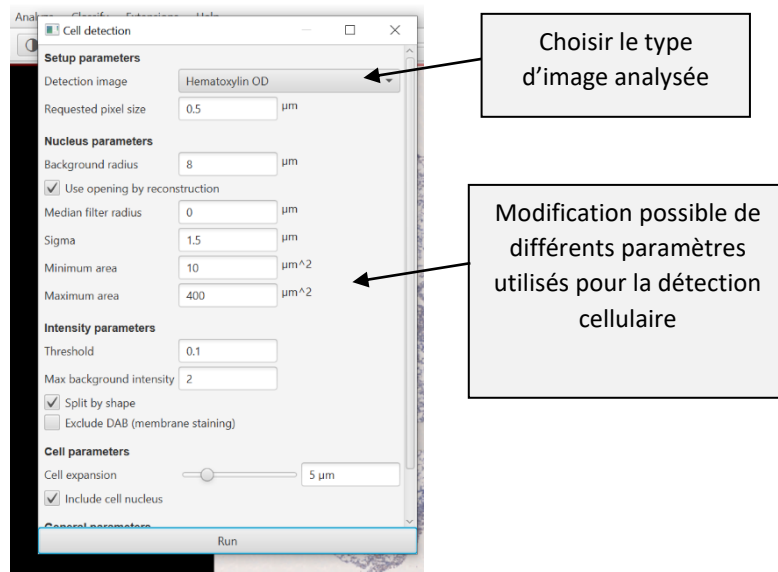 Cell detection
Setup parameters
Detection image Hematoxylin OD
Requested pixel size 0.5 µm
Nucleus parameters
Background radius 8 µm
Use opening by reconstruction
Median filter radius 0 µm
Sigma 1.5 µm
Minimum area 10 µm^2
Maximum area 400 µm^2
Intensity parameters
Threshold 0.1
Max background intensity 2
Split by shape
Exclude DAB (membrane staining)
Cell parameters
Cell expansion 5 µm
Include cell nucleus
General parameters
Run
Choisir le type
d’image analysée
Modification possible de
différents paramètres
utilisés pour la détection
cellulaire